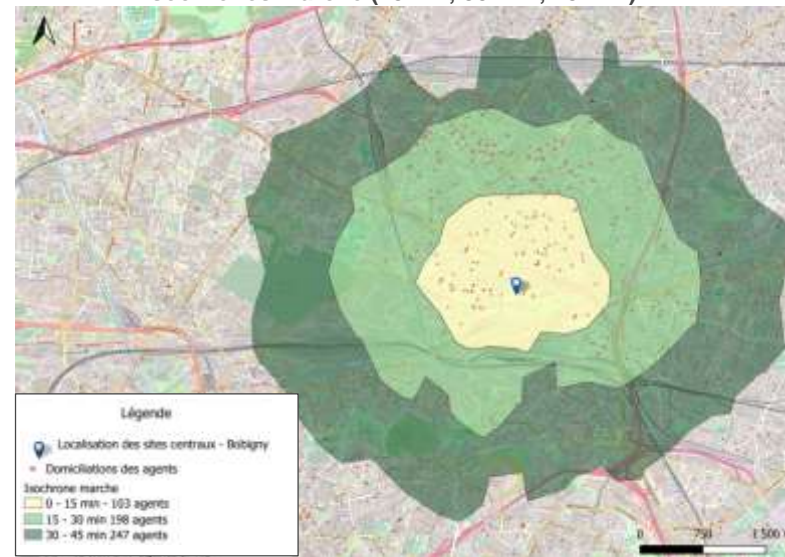 Légende
Localisation des sites centraux - Bobigny
Domiciliations des agents
Isochrone marche
0 - 15 min - 103 agents
15 - 30 min 198 agents
30 - 45 min 247 agents
0 750 1 500